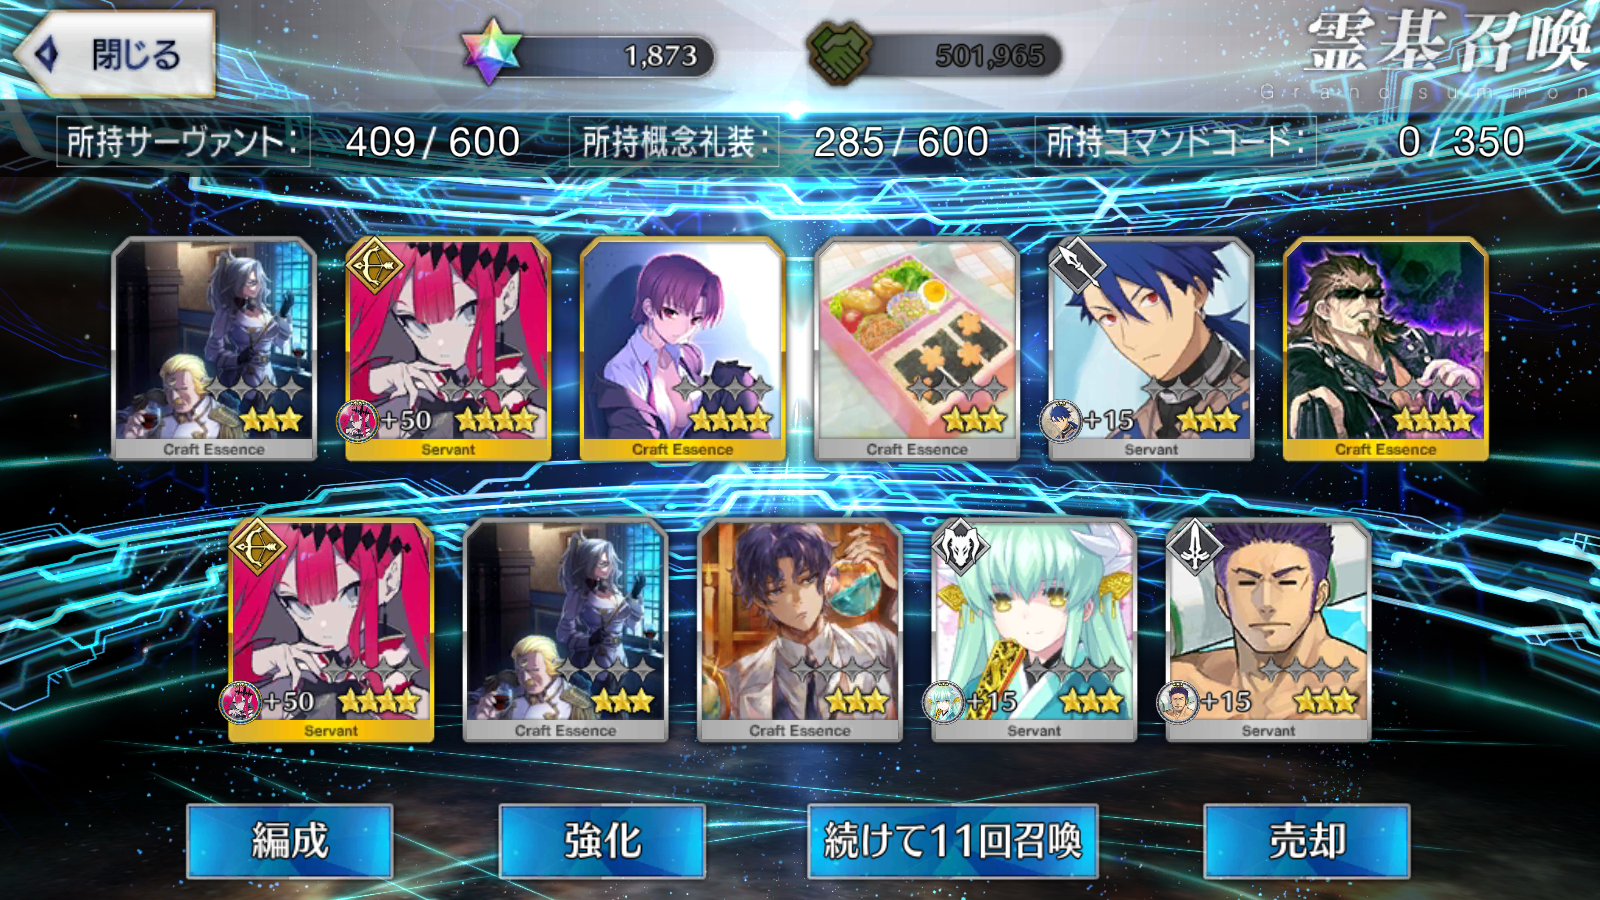 閉じる
1,873
501,965
霊基召喚
Grand summon
所持サーヴァント: 409 / 600
所持概念礼装: 285 / 600
所持コマンドコード: 0 / 350
+50
+15
Craft Essence
Servant
Craft Essence
Craft Essence
Servant
Craft Essence
+50
+15
+15
Servant
Craft Essence
Craft Essence
Servant
Servant
編成
強化
続けて11回召喚
売却